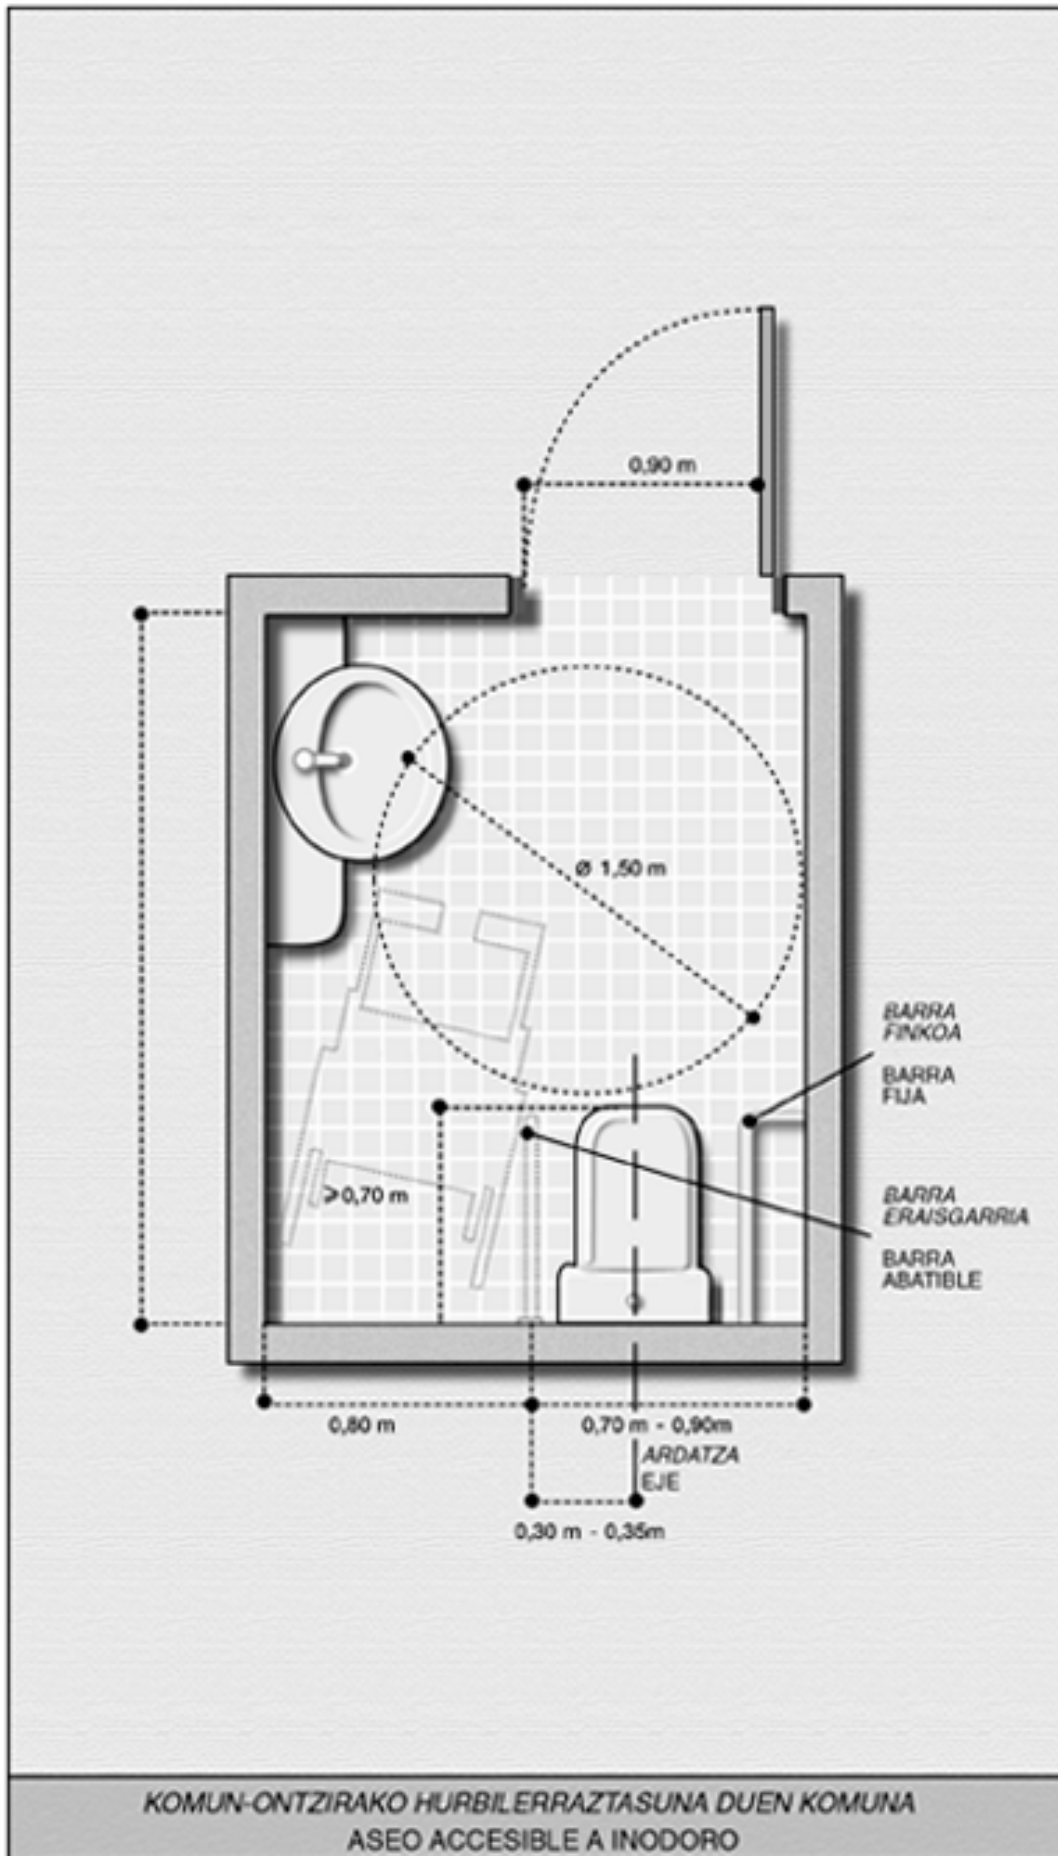 0,90 m
Ø 1,50 m
BARRA
FINKOA
BARRA
FIJA
⩾0,70 m
BARRA
ERAISGARRIA
BARRA
ABATIBLE
0,80 m
0,70 m - 0,90m
ARDATZA
EJE
0,30 m - 0,35m
KOMUN-ONTZIRAKO HURBILERRAZTASUNA DUEN KOMUNA
ASEO ACCESIBLE A INODORO